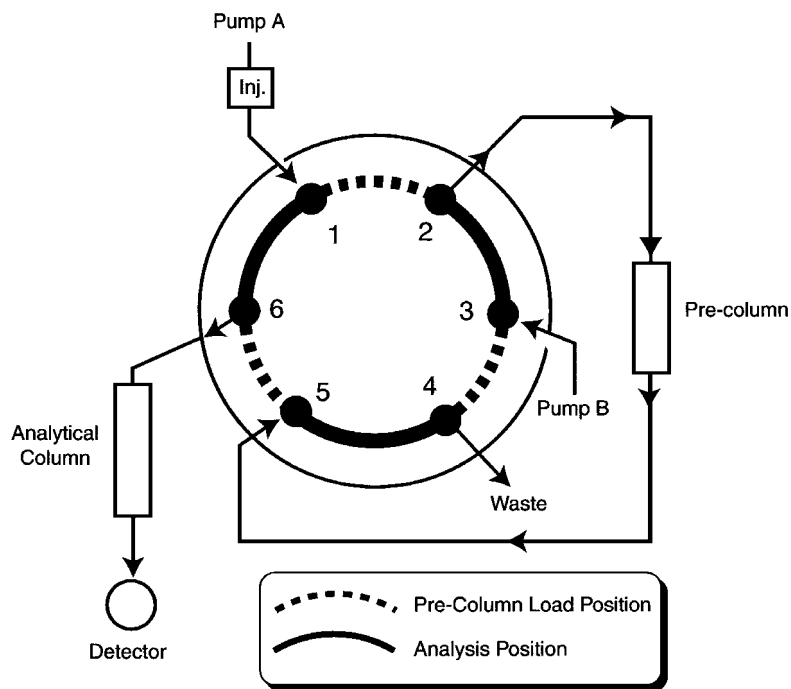 Pump A
Inj.
1
2
3
4
5
6
Pre-column
Pump B
Waste
Analytical
Column
Detector
Pre-Column Load Position
Analysis Position